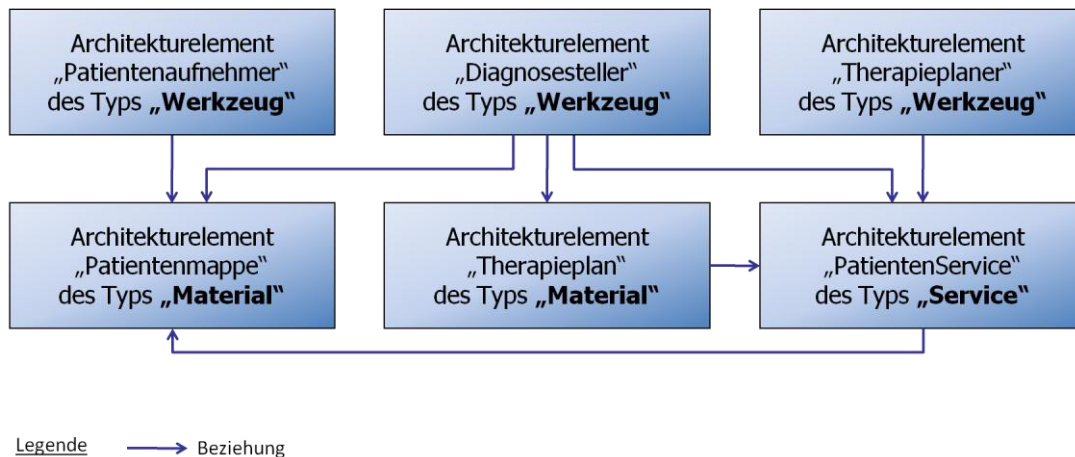 Architekturelement
„Patientenaufnehmer“
des Typs „Werkzeug“
Architekturelement
„Diagnosesteller“
des Typs „Werkzeug“
Architekturelement
„Therapieplaner“
des Typs „Werkzeug“
Architekturelement
„Patientenmappe“
des Typs „Material“
Architekturelement
„Therapieplan“
des Typs „Material“
Architekturelement
„PatientenService“
des Typs „Service“
Legende
Beziehung